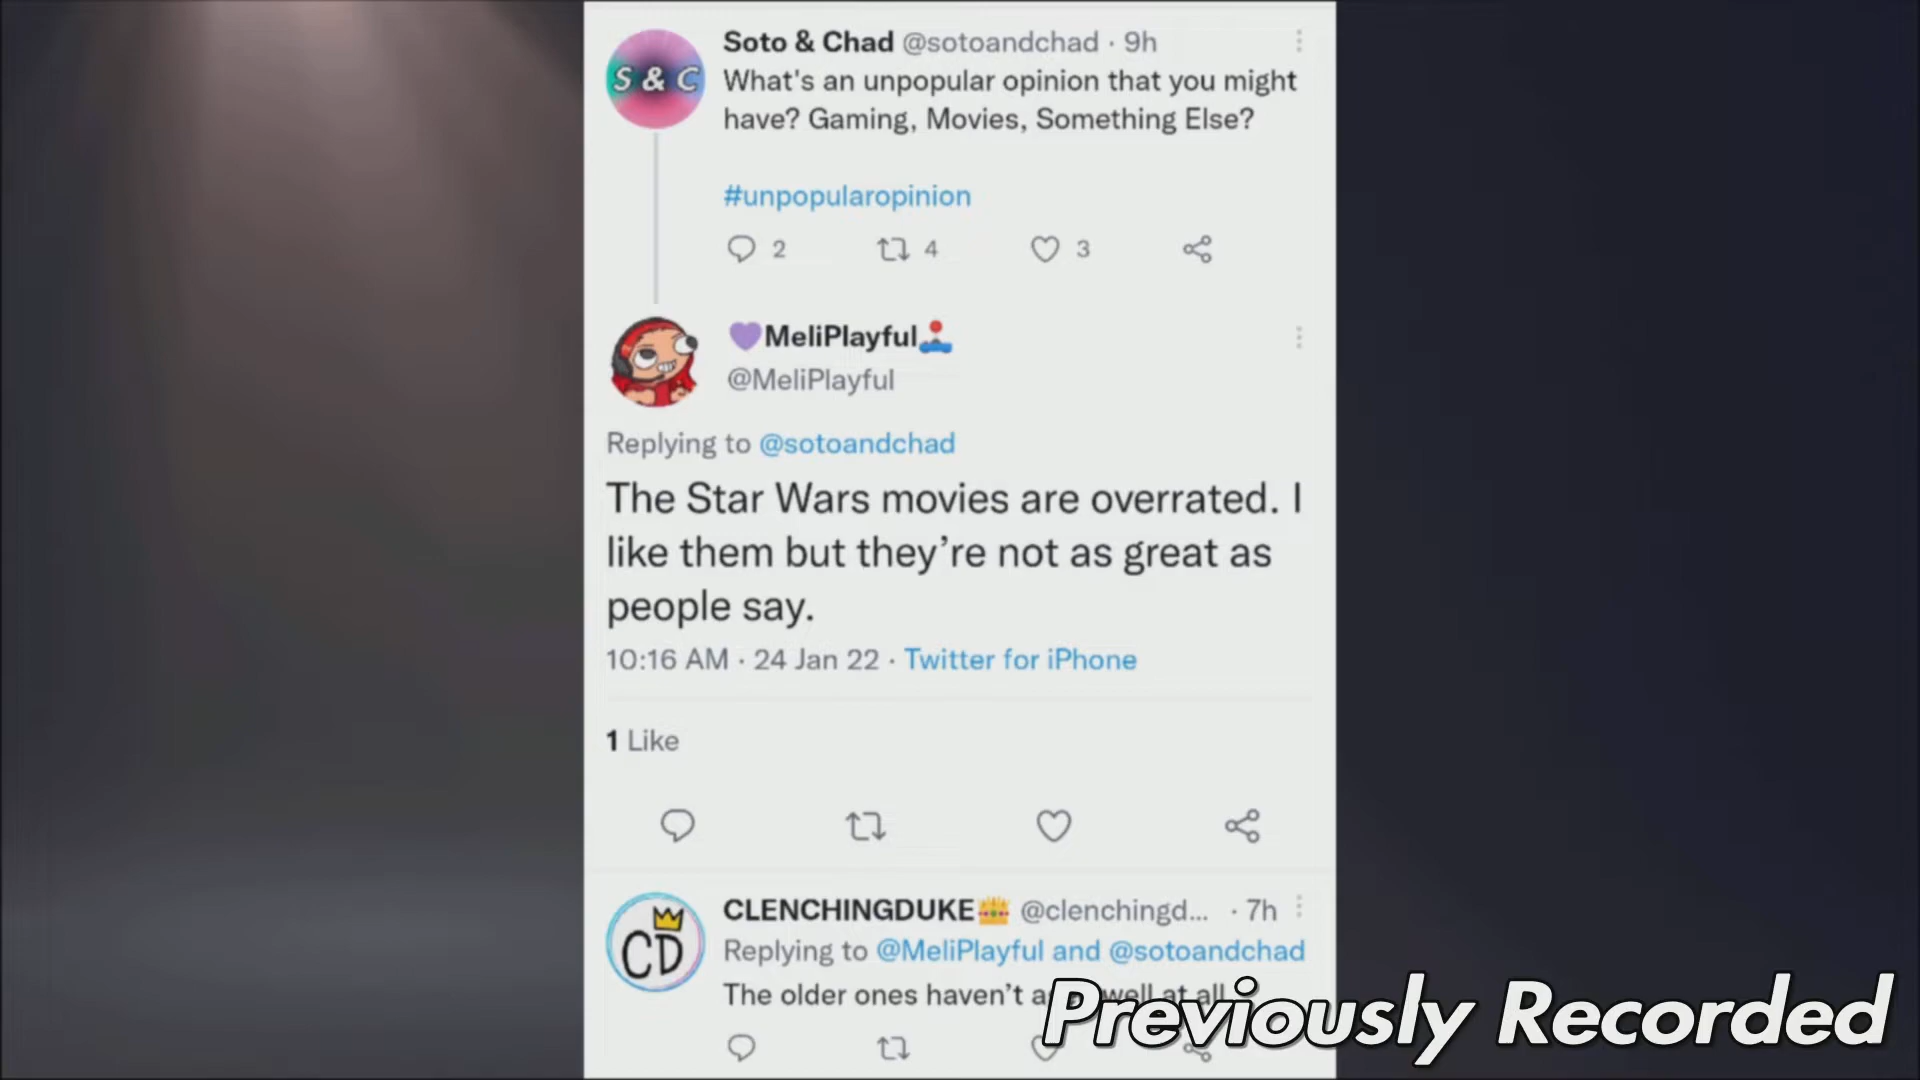 Soto & Chad @sotoandchad · 9h
S & C
What's an unpopular opinion that you might
have? Gaming, Movies, Something Else?
#unpopularopinion
2 4 3
💜MeliPlayful🕹️
@MeliPlayful
Replying to @sotoandchad
The Star Wars movies are overrated. I
like them but they’re not as great as
people say.
10:16 AM · 24 Jan 22 · Twitter for iPhone
1 Like
CLENCHINGDUKE👑 @clenchingd... · 7h
CD
Replying to @MeliPlayful and @sotoandchad
The older ones haven’t well at all
Previously Recorded